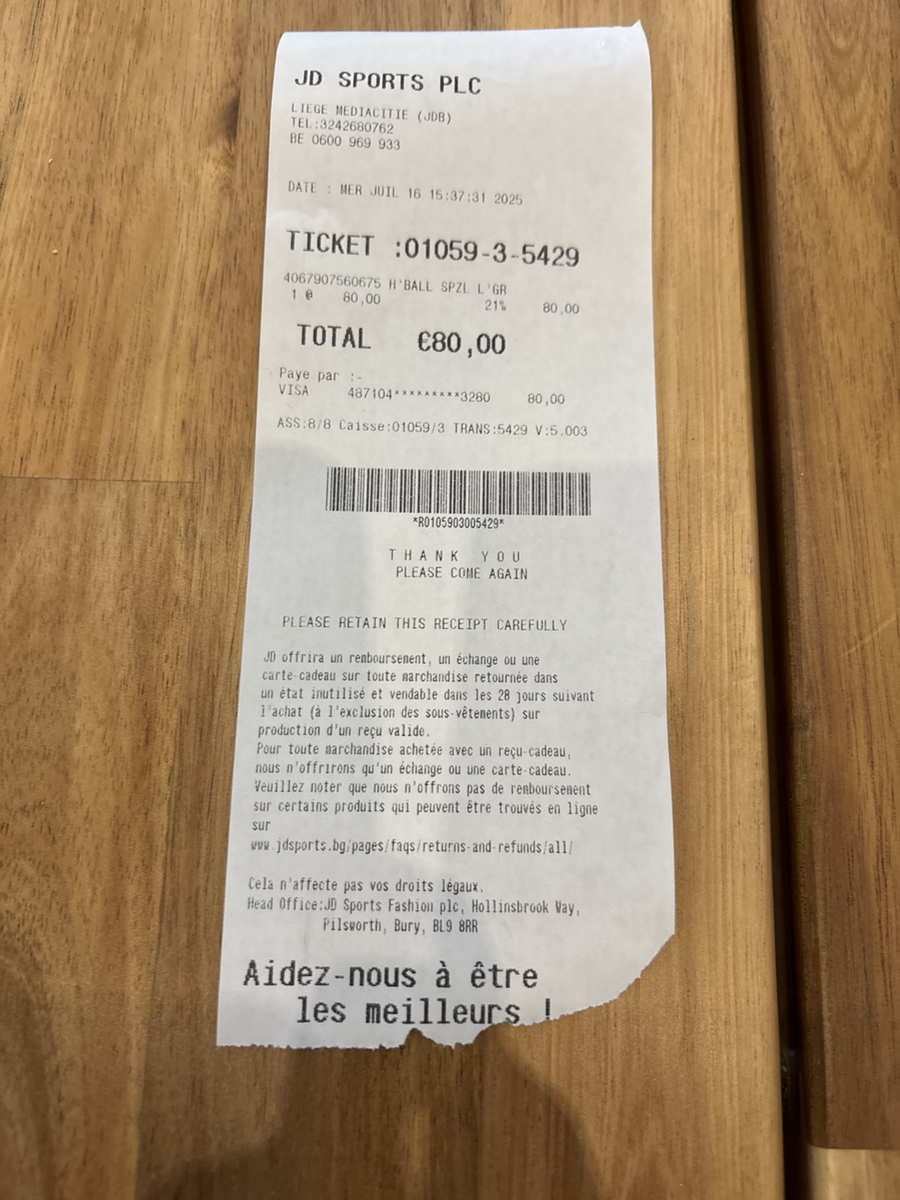 JD SPORTS PLC
LIEGE MEDIACITIE (JDB)
TEL:3242680762
BE 0600 969 933
DATE : MER JUIL 16 15:37:31 2025
TICKET :01059-3-5429
4067907560675 H'BALL SPZL L'GR
1 @ 80,00 21% 80,00
TOTAL €80,00
Paye par :-
VISA 487104*********3280 80,00
ASS:8/8 Caisse:01059/3 TRANS:5429 V:5.003
*R0105903005429*
THANK YOU
PLEASE COME AGAIN
PLEASE RETAIN THIS RECEIPT CAREFULLY
JD offrira un remboursement, un échange ou une
carte-cadeau sur toute marchandise retournée dans
un état inutilisé et vendable dans les 28 jours suivant
l'achat (à l'exclusion des sous-vêtements) sur
production d'un reçu valide.
Pour toute marchandise achetée avec un reçu-cadeau,
nous n'offrirons qu'un échange ou une carte-cadeau.
Veuillez noter que nous n'offrons pas de remboursement
sur certains produits qui peuvent être trouvés en ligne
sur
www.jdsports.bg/pages/faqs/returns-and-refunds/all/
Cela n'affecte pas vos droits légaux.
Head Office:JD Sports Fashion plc, Hollinsbrook Way,
Pilsworth, Bury, BL9 8RR
Aidez-nous à être
les meilleurs !